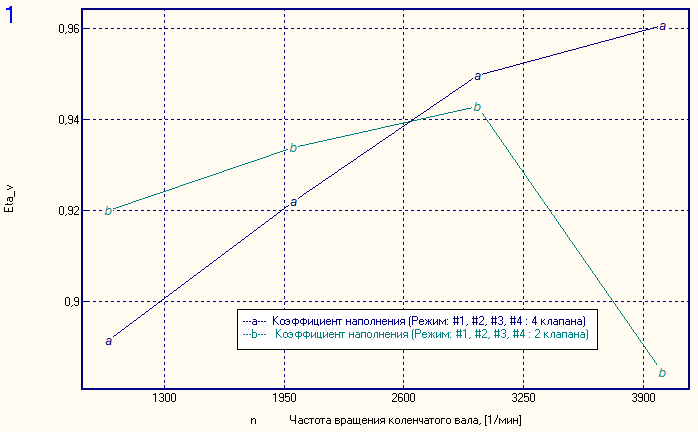 1
0,96
a
a
b
0,94
b
Eta_v
0,92
b
a
0,9
a
---a--- Коэффициент наполнения (Режим: #1, #2, #3, #4 : 4 клапана)
---b--- Коэффициент наполнения (Режим: #1, #2, #3, #4 : 2 клапана)
b
1300 1950 2600 3250 3900
n Частота вращения коленчатого вала, [1/мин]